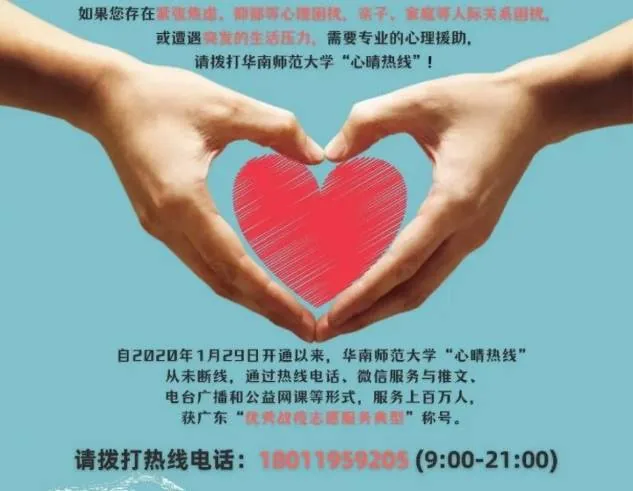 如果您存在紧张焦虑、抑郁等心理困扰，亲子、家庭等人际关系困扰，
或遭遇突发的生活压力，需要专业的心理援助，
请拨打华南师范大学“心晴热线”！
自2020年1月29日开通以来，华南师范大学“心晴热线”
从未断线，通过热线电话、微信服务与推文、
电台广播和公益网课等形式，服务上百万人，
获广东“优秀战疫志愿服务典型”称号。
请拨打热线电话：18011959205 (9:00-21:00)